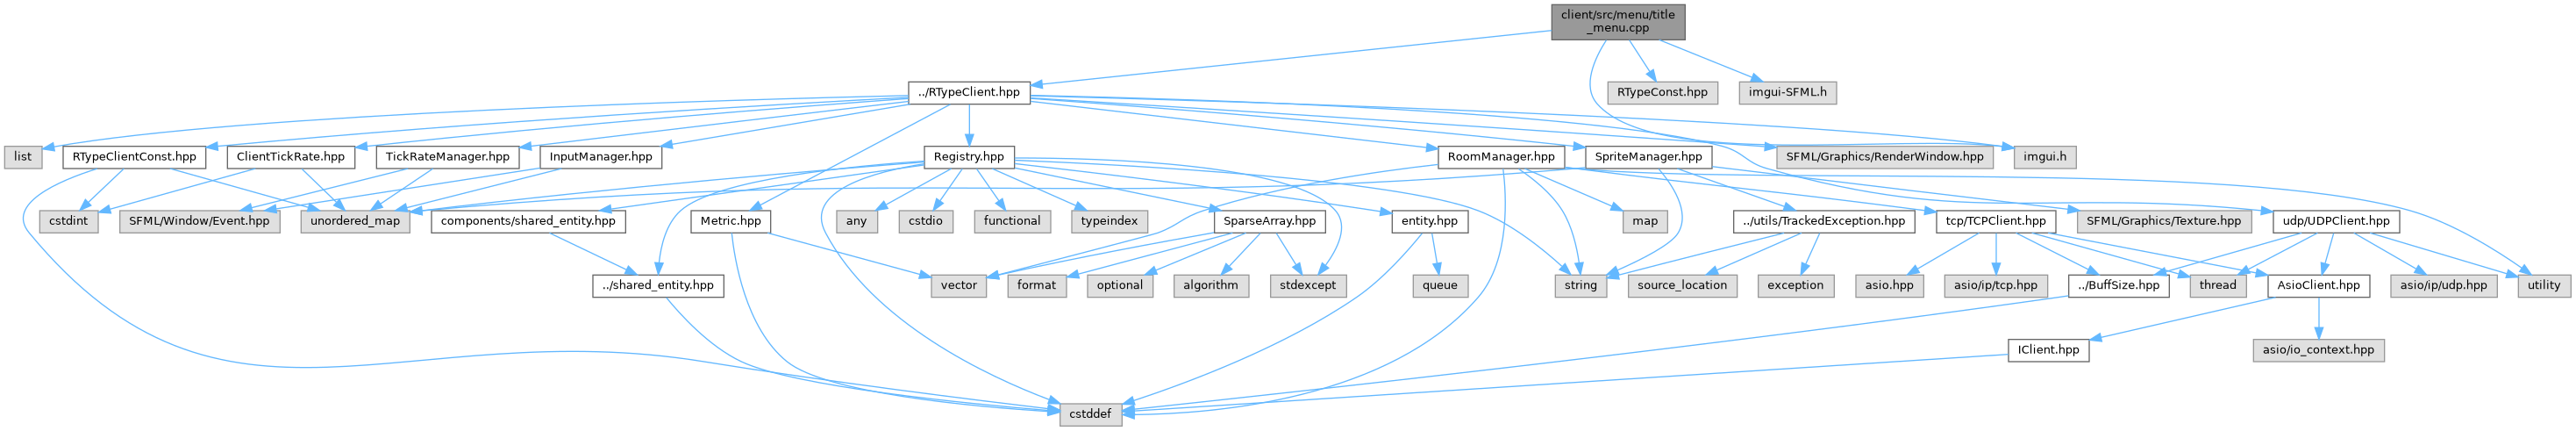 client/src/menu/title
_menu.cpp
../RTypeClient.hpp
RTypeConst.hpp
imgui-SFML.h
list
RTypeClientConst.hpp
ClientTickRate.hpp
TickRateManager.hpp
InputManager.hpp
Registry.hpp
RoomManager.hpp
SpriteManager.hpp
SFML/Graphics/RenderWindow.hpp
imgui.h
cstdint
SFML/Window/Event.hpp
unordered_map
components/shared_entity.hpp
Metric.hpp
any
cstdio
functional
typeindex
SparseArray.hpp
entity.hpp
map
../utils/TrackedException.hpp
tcp/TCPClient.hpp
SFML/Graphics/Texture.hpp
udp/UDPClient.hpp
../shared_entity.hpp
vector
format
optional
algorithm
stdexcept
queue
string
source_location
exception
asio.hpp
asio/ip/tcp.hpp
../BuffSize.hpp
thread
AsioClient.hpp
asio/ip/udp.hpp
utility
IClient.hpp
asio/io_context.hpp
cstddef